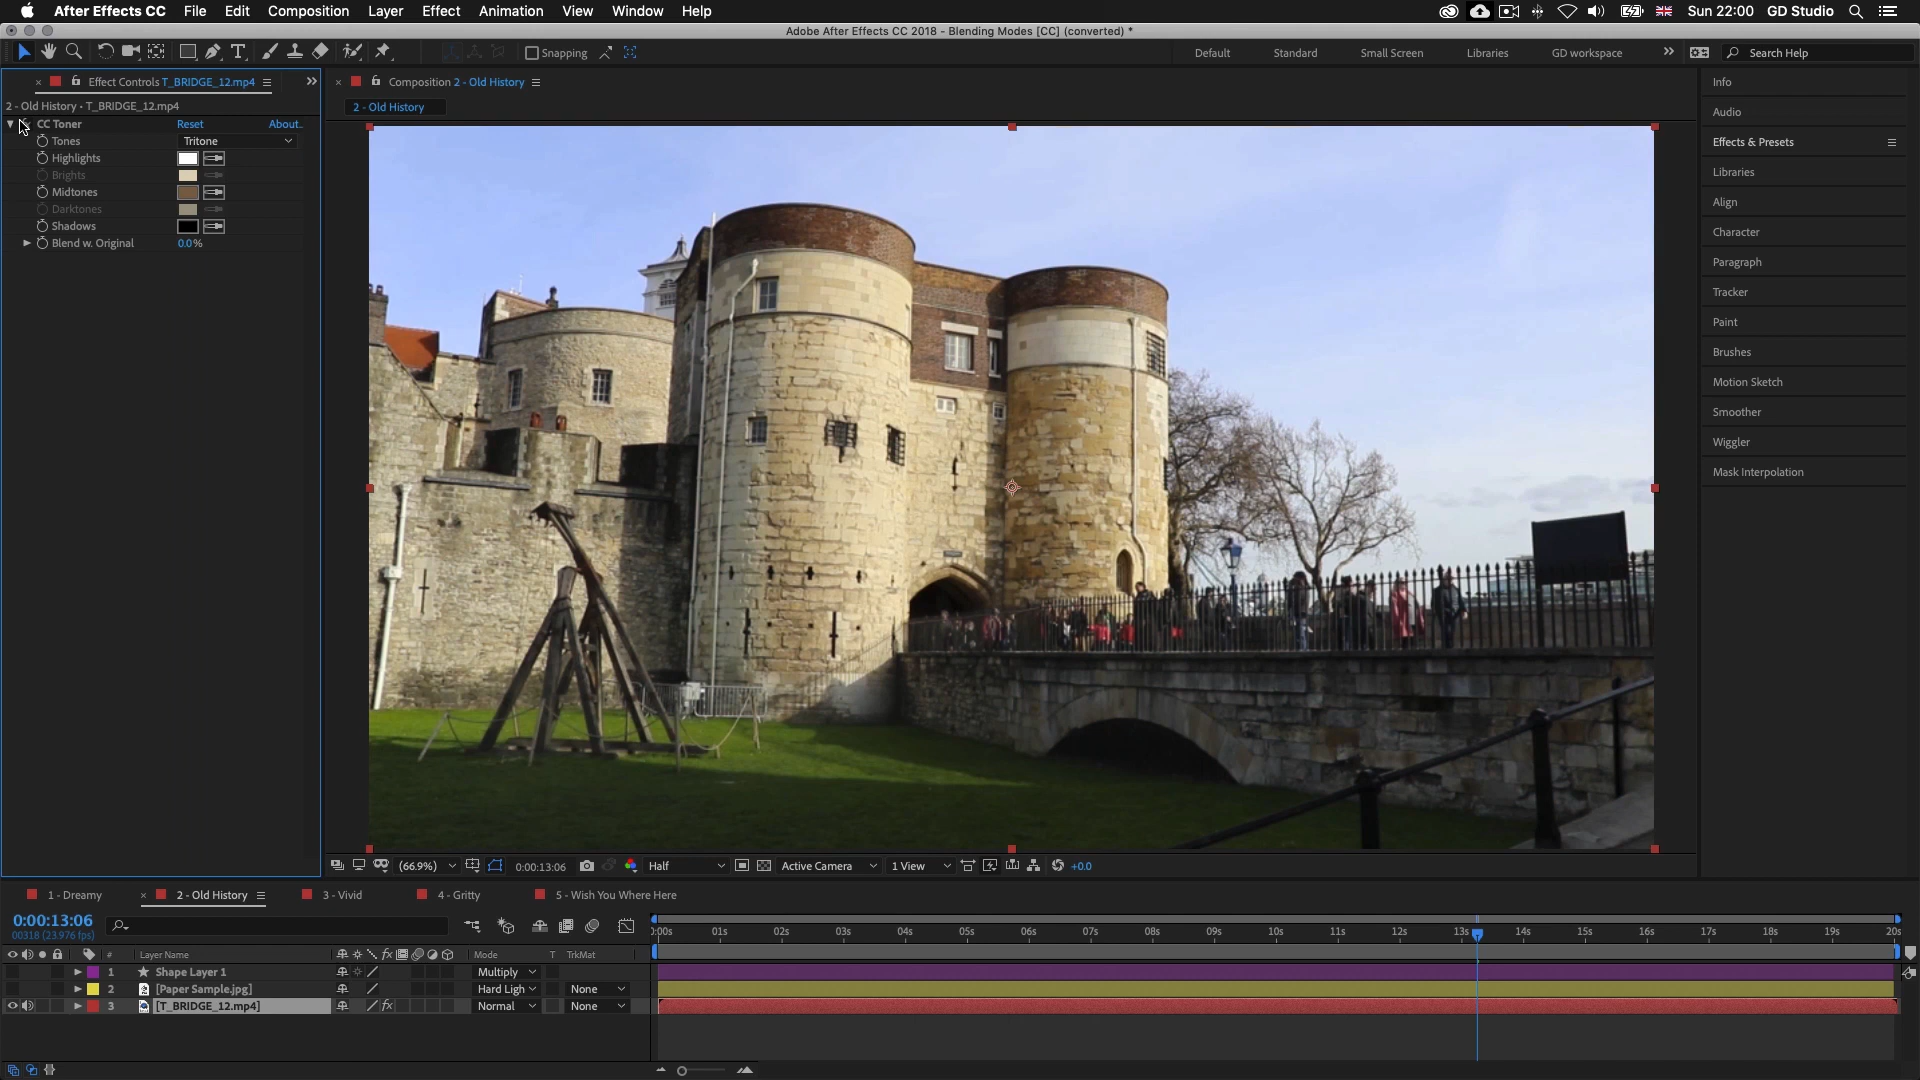 After Effects CC File Edit Composition Layer Effect Animation View Window Help Sun 22:00 GD Studio
Adobe After Effects CC 2018 - Blending Modes [CC] (converted) *
Snapping Default Standard Small Screen Libraries GD workspace Search Help
Effect Controls T_BRIDGE_12.mp4
2 - Old History • T_BRIDGE_12.mp4
CC Toner Reset About..
Tones Tritone
Highlights
Brights
Midtones
Darktones
Shadows
Blend w. Original 0.0%
Composition 2 - Old History
2 - Old History
(66.9%) 0:00:13:06 Half Active Camera 1 View +0.0
Info
Audio
Effects & Presets
Libraries
Align
Character
Paragraph
Tracker
Paint
Brushes
Motion Sketch
Smoother
Wiggler
Mask Interpolation
1 - Dreamy 2 - Old History 3 - Vivid 4 - Gritty 5 - Wish You Where Here
0:00:13:06
00318 (23.976 fps)
):00s 01s 02s 03s 04s 05s 06s 07s 08s 09s 10s 11s 12s 13s 14s 15s 16s 17s 18s 19s 20s
# Layer Name fx Mode T TrkMat
1 Shape Layer 1 Multiply
2 [Paper Sample.jpg] Hard Ligh None
3 [T_BRIDGE_12.mp4] fx Normal None